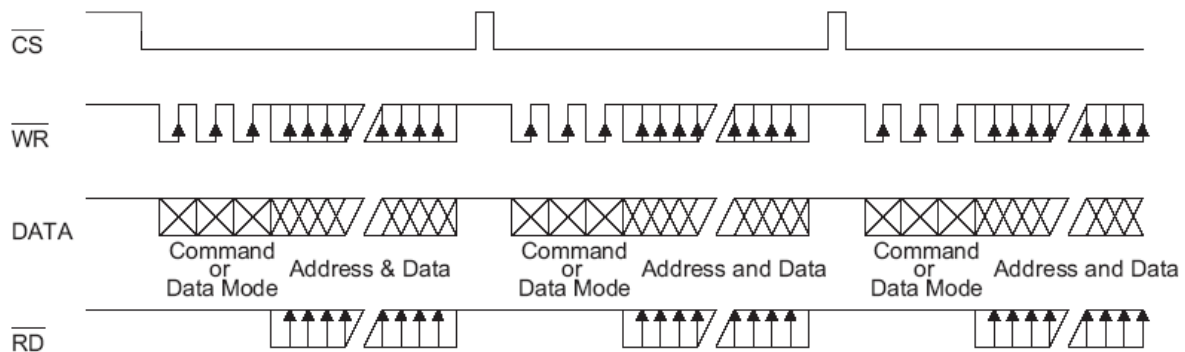 CS
WR
DATA
Command
or
Data Mode
Address & Data
Command
or
Data Mode
Address and Data
Command
or
Data Mode
Address and Data
RD